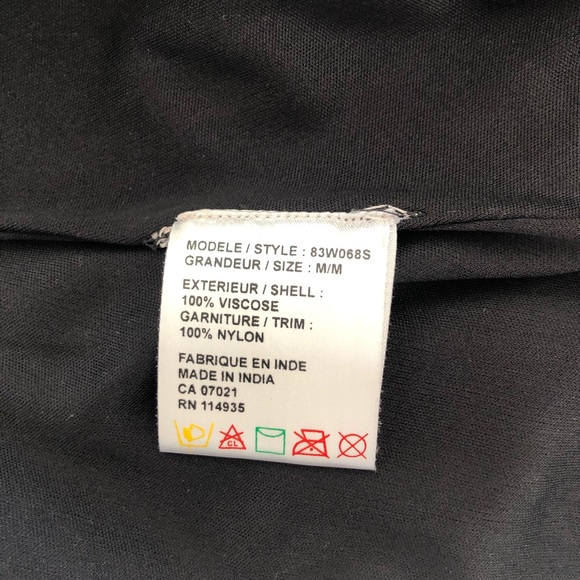 MODELE / STYLE : 83W068S
GRANDEUR / SIZE : M/M
EXTERIEUR / SHELL :
100% VISCOSE
GARNITURE / TRIM :
100% NYLON
FABRIQUE EN INDE
MADE IN INDIA
CA 07021
RN 114935
CL